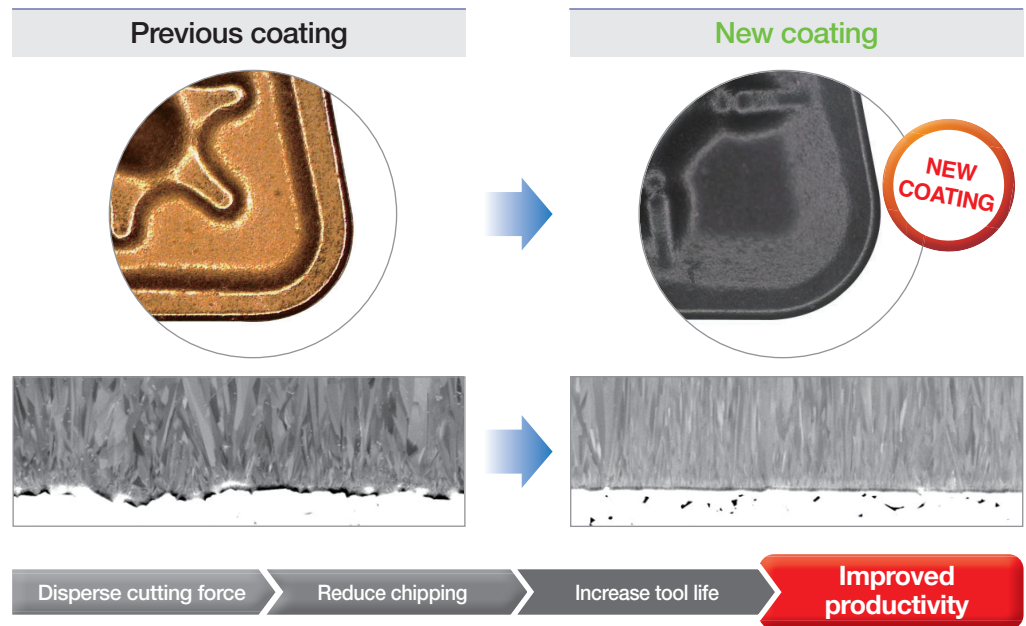 Previous coating
New coating
NEW
COATING
Disperse cutting force
Reduce chipping
Increase tool life
Improved
productivity